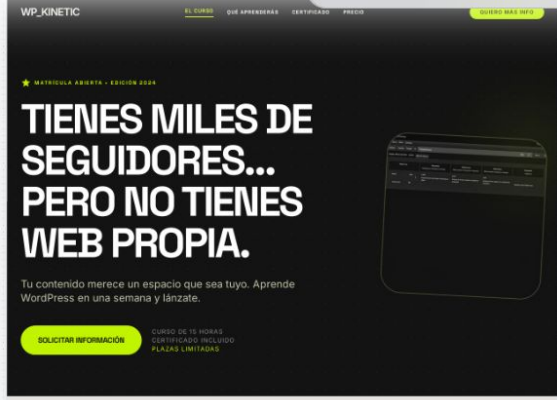 WP_KINETIC
EL CURSO
QUÉ APRENDERÁS
CERTIFICADO
PRECIO
QUIERO MÁS INFO
MATRÍCULA ABIERTA • EDICIÓN 2024
TIENES MILES DE
SEGUIDORES...
PERO NO TIENES
WEB PROPIA.
Tu contenido merece un espacio que sea tuyo. Aprende
WordPress en una semana y lánzate.
SOLICITAR INFORMACIÓN
CURSO DE 15 HORAS
CERTIFICADO INCLUIDO
PLAZAS LIMITADAS